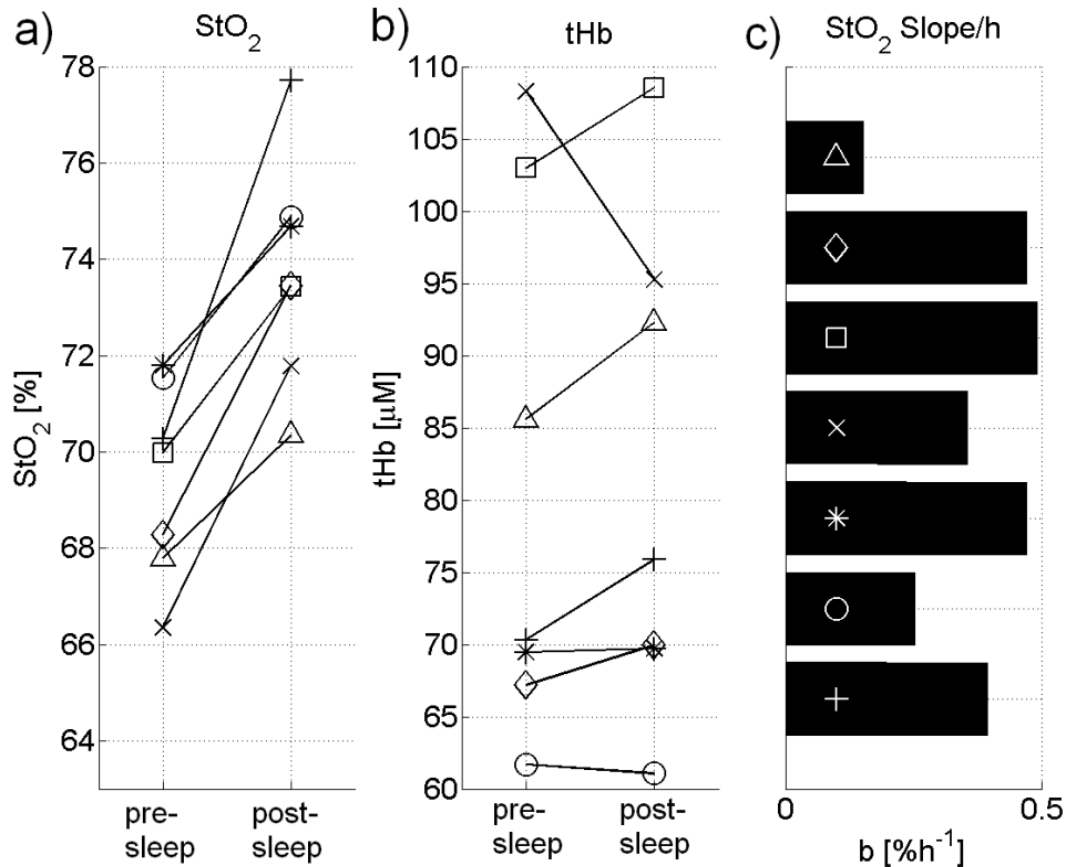 a)
StO2
78
76
74
72
70
68
66
64
StO2 [%]
pre-
sleep
post-
sleep
b)
tHb
110
105
100
95
90
85
80
75
70
65
60
tHb [μM]
pre-
sleep
post-
sleep
c)
StO2 Slope/h
0
0.5
b [%h-1]